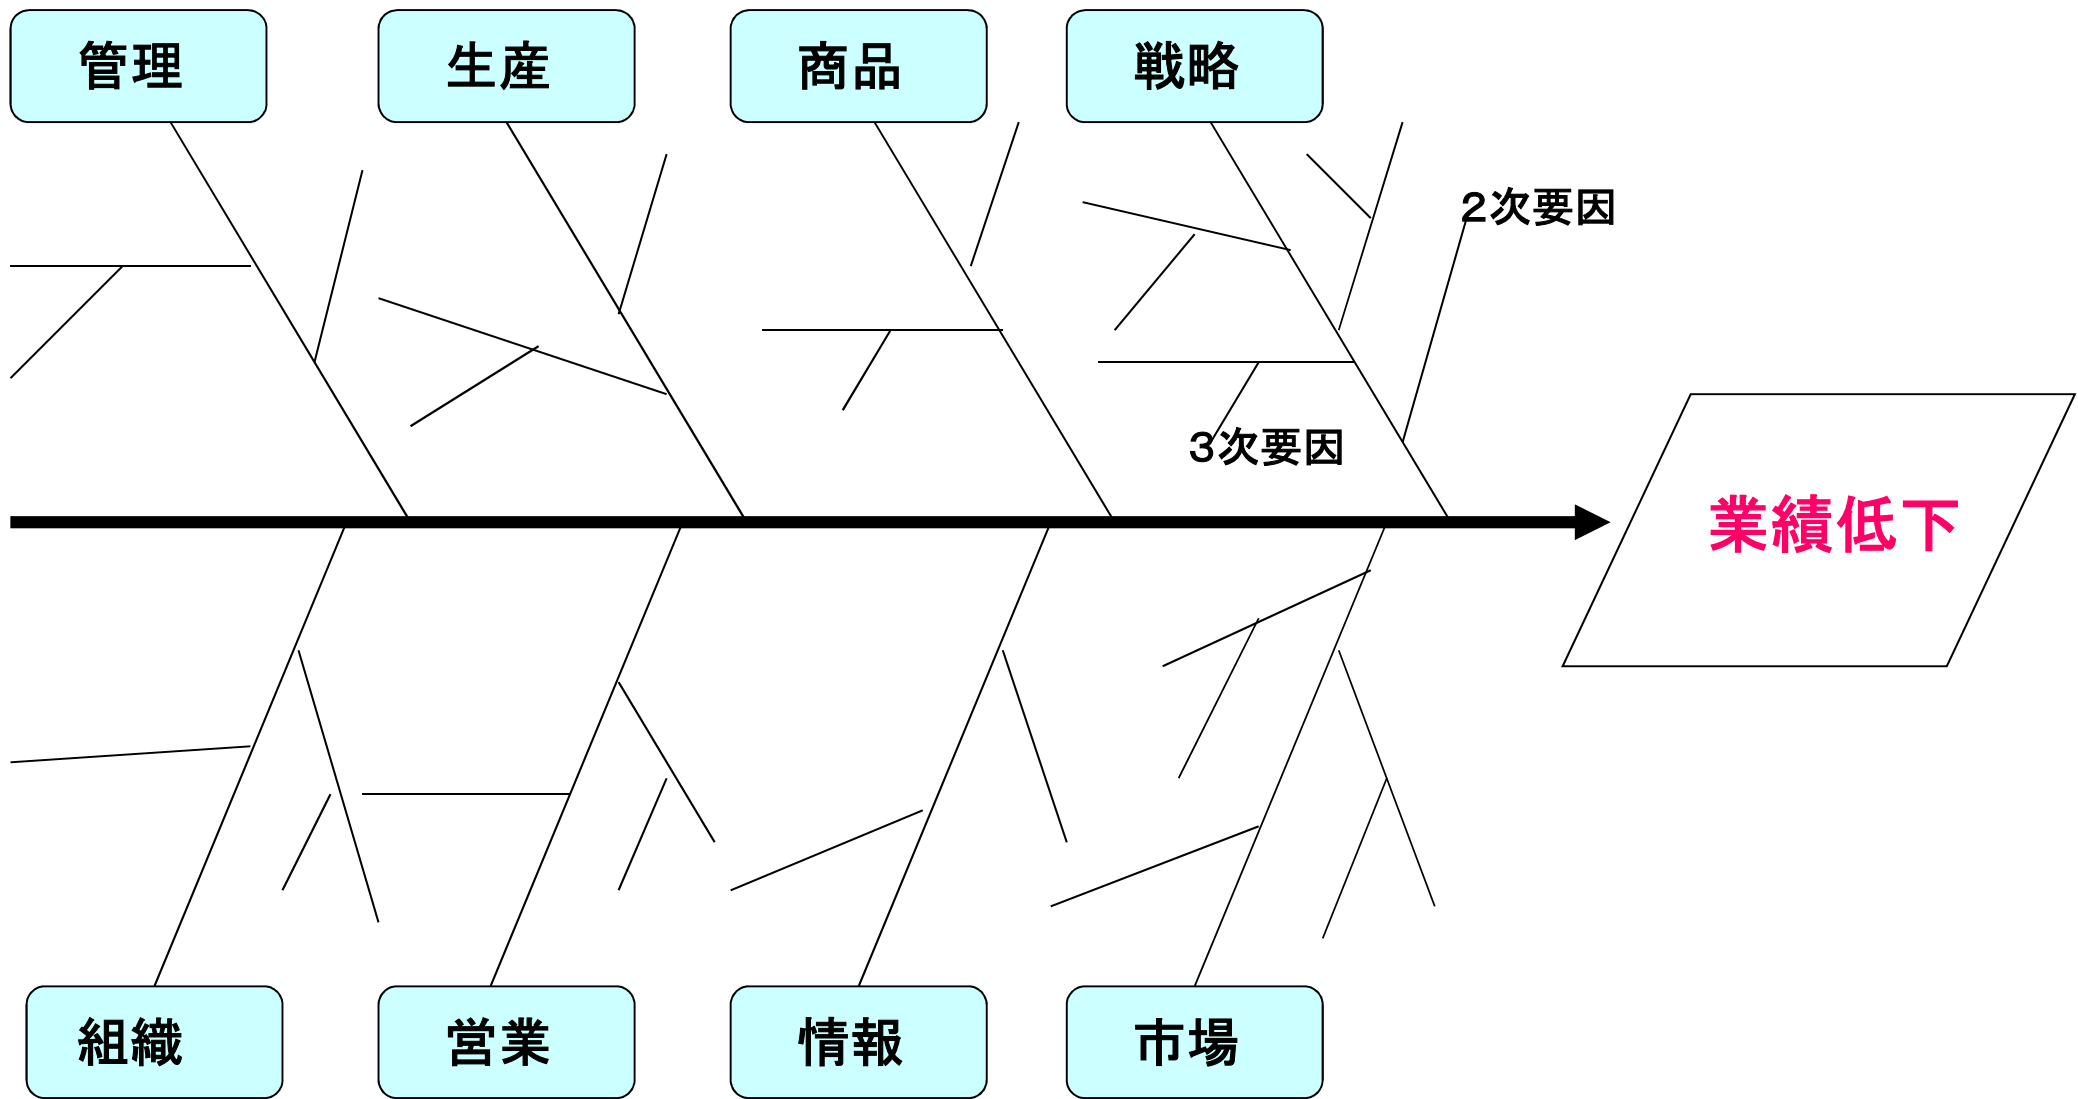 管理
生産
商品
戦略
２次要因
３次要因
業績低下
組織
営業
情報
市場